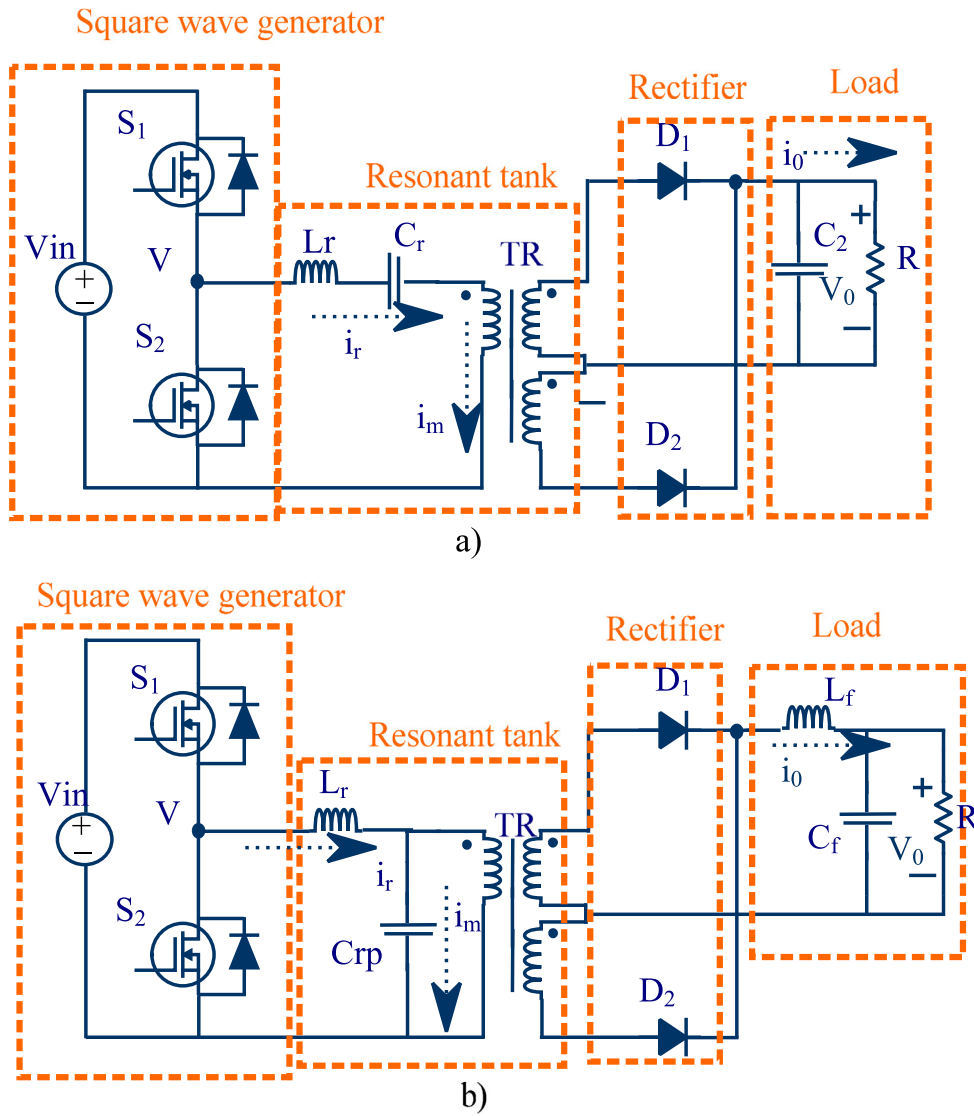 Square wave generator
Rectifier
Load
S1
D1
i0
Resonant tank
Lr
Cr
TR
C2
+
R
Vin
V
+
−
V0
−
S2
ir
im
−
D2
a)
Square wave generator
Rectifier
Load
S1
D1
Lf
Resonant tank
i0
Vin
V
Lr
TR
+
R
+
−
ir
Cf
V0
−
S2
im
Crp
D2
b)